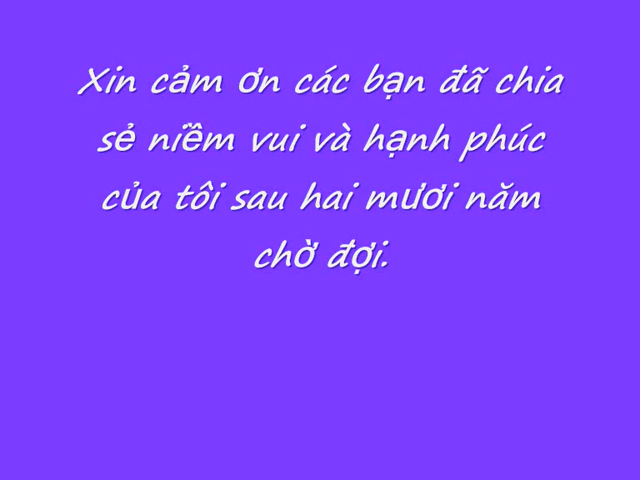 Xin cảm ơn các bạn đã chia
sẻ niềm vui và hạnh phúc
của tôi sau hai mươi năm
chờ đợi.